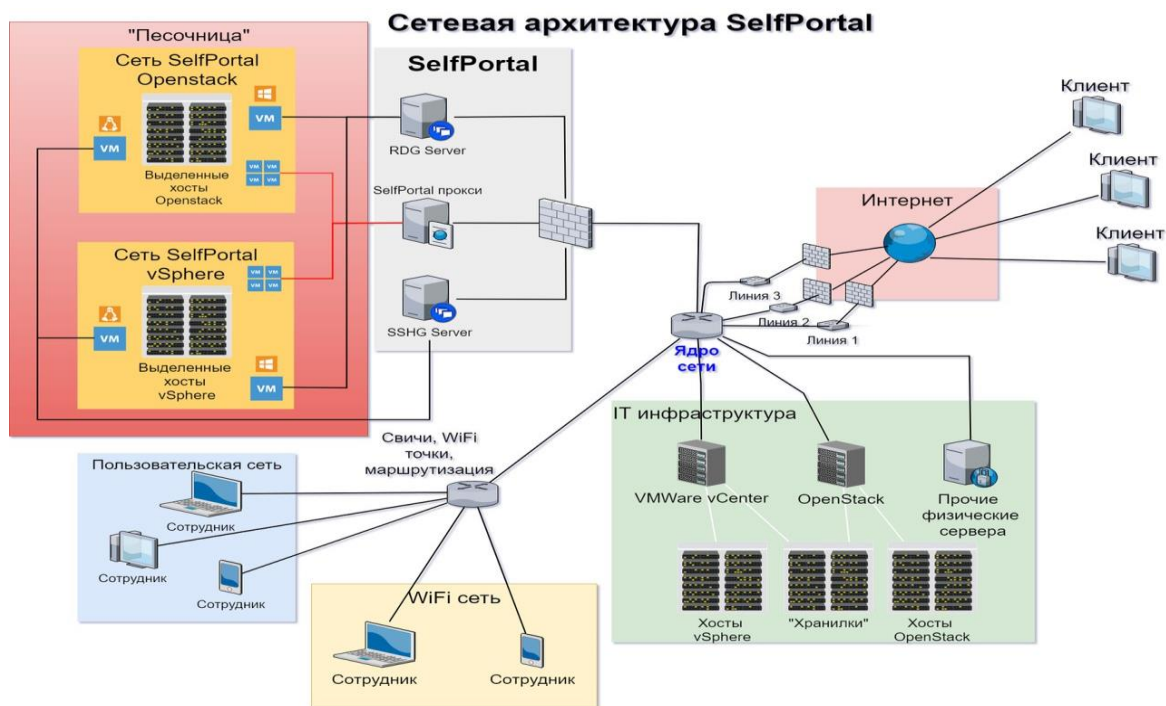 Сетевая архитектура SelfPortal
"Песочница"
Сеть SelfPortal
Openstack
VM
VM
VM VM
VM VM
Выделенные
хосты
Openstack
Сеть SelfPortal
vSphere
VM VM
VM VM
VM
VM
Выделенные
хосты
vSphere
SelfPortal
RDG Server
SelfPortal прокси
SSHG Server
Клиент
Клиент
Клиент
Интернет
Линия 3
Линия 2
Линия 1
Ядро
сети
IT инфраструктура
VMWare vCenter
OpenStack
Прочие
физические
сервера
Хосты
vSphere
"Хранилки"
Хосты
OpenStack
Свичи, WiFi
точки,
маршрутизация
Пользовательская сеть
Сотрудник
Сотрудник
Сотрудник
WiFi сеть
Сотрудник
Сотрудник